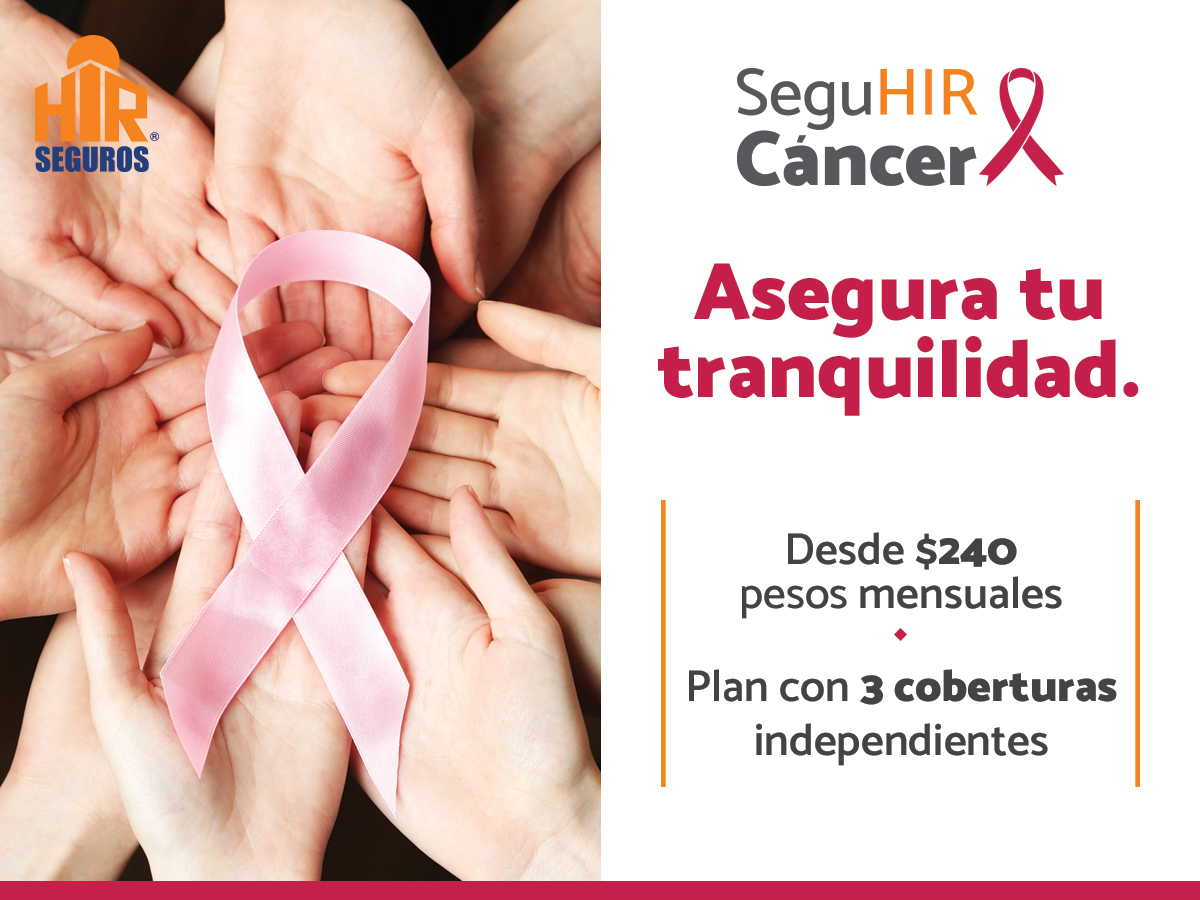 HIR
SEGUROS®
SeguHIR
Cáncer
Asegura tu
tranquilidad.
Desde $240
pesos mensuales
Plan con 3 coberturas
independientes